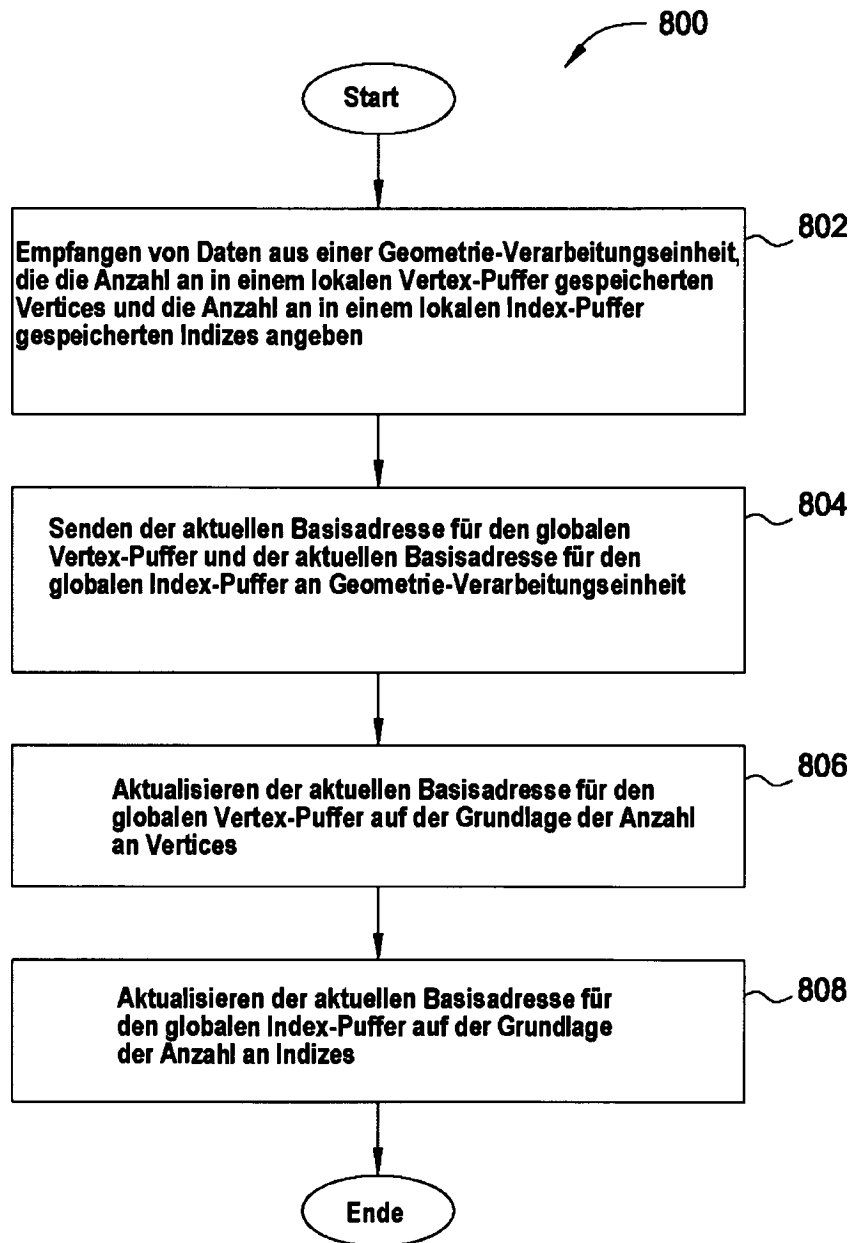 800
Start
802
Empfangen von Daten aus einer Geometrie-Verarbeitungseinheit,
die die Anzahl an in einem lokalen Vertex-Puffer gespeicherten
Vertices und die Anzahl an in einem lokalen Index-Puffer
gespeicherten Indizes angeben
804
Senden der aktuellen Basisadresse für den globalen
Vertex-Puffer und der aktuellen Basisadresse für den
globalen Index-Puffer an Geometrie-Verarbeitungseinheit
806
Aktualisieren der aktuellen Basisadresse für den
globalen Vertex-Puffer auf der Grundlage der Anzahl
an Vertices
808
Aktualisieren der aktuellen Basisadresse für
den globalen Index-Puffer auf der Grundlage
der Anzahl an Indizes
Ende